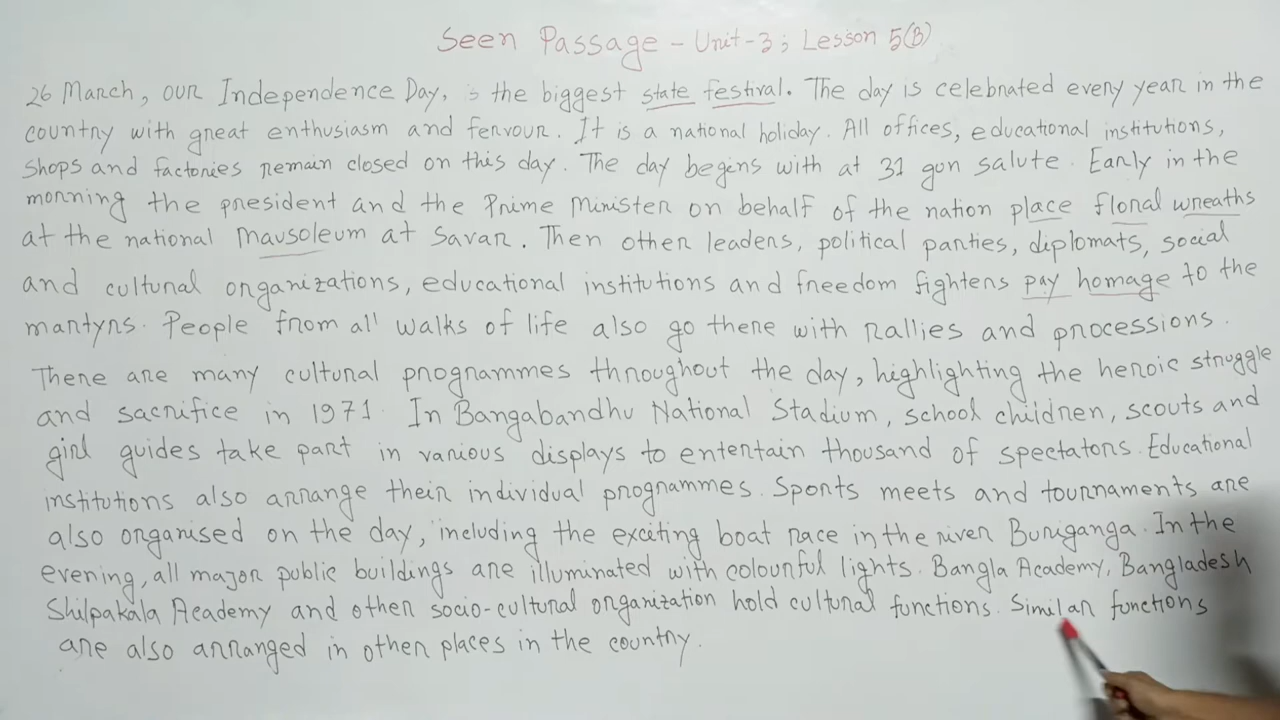 Seen Passage - Unit-3; Lesson 5(B)
26 March, our Independence Day, is the biggest state festival. The day is celebrated every year in the
country with great enthusiasm and fervour. It is a national holiday. All offices, educational institutions,
shops and factories remain closed on this day. The day begins with at 31 gun salute. Early in the
morning the president and the Prime Minister on behalf of the nation place floral wreaths
at the national mausoleum at Savar. Then other leaders, political parties, diplomats, social
and cultural organizations, educational institutions and freedom fighters pay homage to the
martyrs. People from all walks of life also go there with rallies and processions.
There are many cultural programmes throughout the day, highlighting the heroic struggle
and sacrifice in 1971. In Bangabandhu National Stadium, school children, scouts and
girl guides take part in various displays to entertain thousand of spectators. Educational
institutions also arrange their individual programmes. Sports meets and tournaments are
also organised on the day, including the exciting boat race in the river Buriganga. In the
evening, all major public buildings are illuminated with colourful lights. Bangla Academy, Bangladesh
Shilpakala Academy and other socio-cultural organization hold cultural functions. Similar functions
are also arranged in other places in the country.